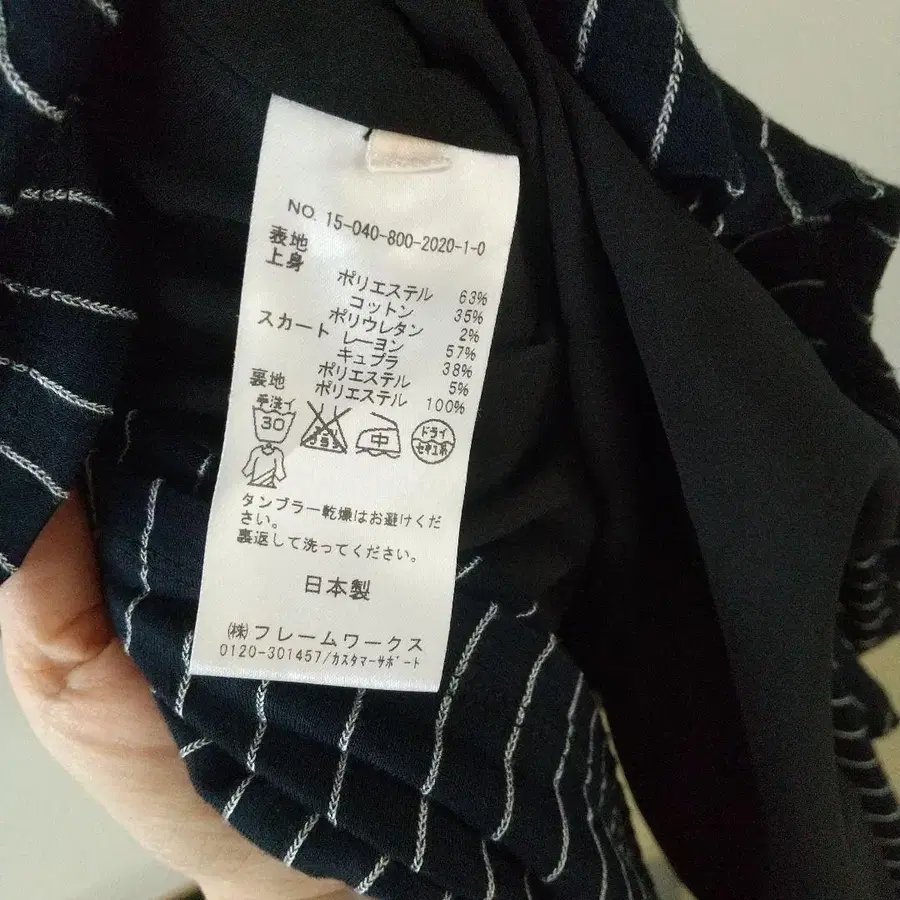 NO. 15-040-800-2020-1-0
表地
上身
ポリエステル 63%
コットン 35%
ポリウレタン 2%
スカート レーヨン 57%
キュプラ 38%
ポリエステル 5%
裏地 ポリエステル 100%
手洗イ
30
中
ドライ
セキユ系
タンブラー乾燥はお避けくだ
さい。
裏返して洗ってください。
日本製
㈱フレームワークス
0120-301457/カスタマーサポート